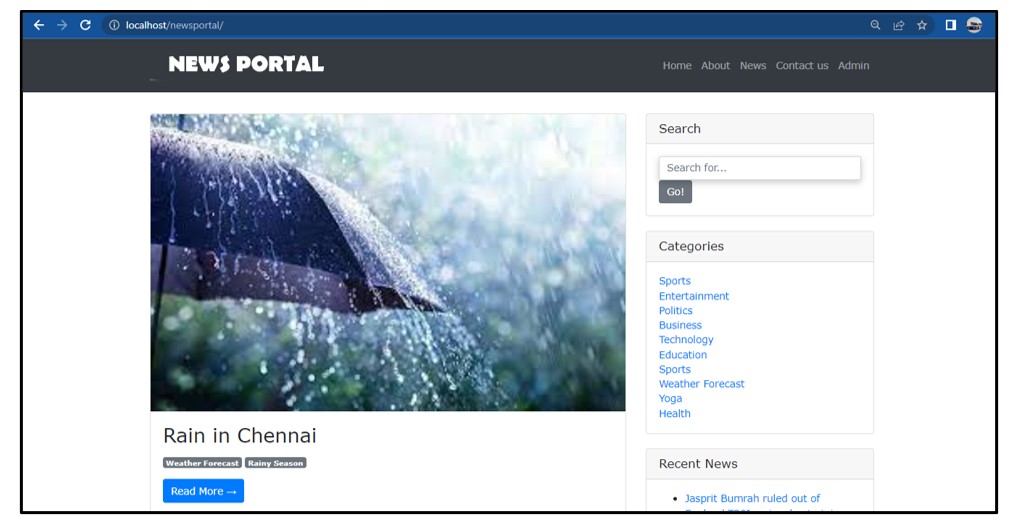 localhost/newsportal/
NEWS PORTAL
Home About News Contact us Admin
Rain in Chennai
Weather Forecast Rainy Season
Read More →
Search
Search for...
Go!
Categories
Sports
Entertainment
Politics
Business
Technology
Education
Sports
Weather Forecast
Yoga
Health
Recent News
Jasprit Bumrah ruled out of